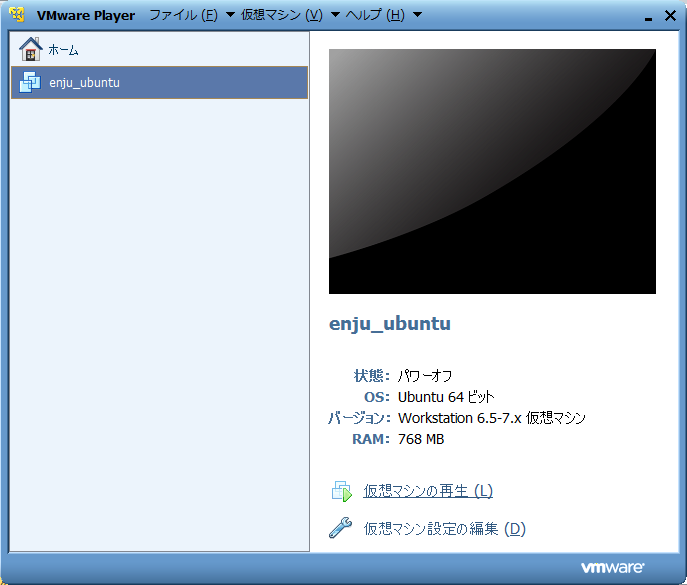 VMware Player ファイル (F) 仮想マシン (V) ヘルプ (H)
ホーム
enju_ubuntu
enju_ubuntu
状態: パワーオフ
OS: Ubuntu 64 ビット
バージョン: Workstation 6.5-7.x 仮想マシン
RAM: 768 MB
仮想マシンの再生 (L)
仮想マシン設定の編集 (D)
vmware